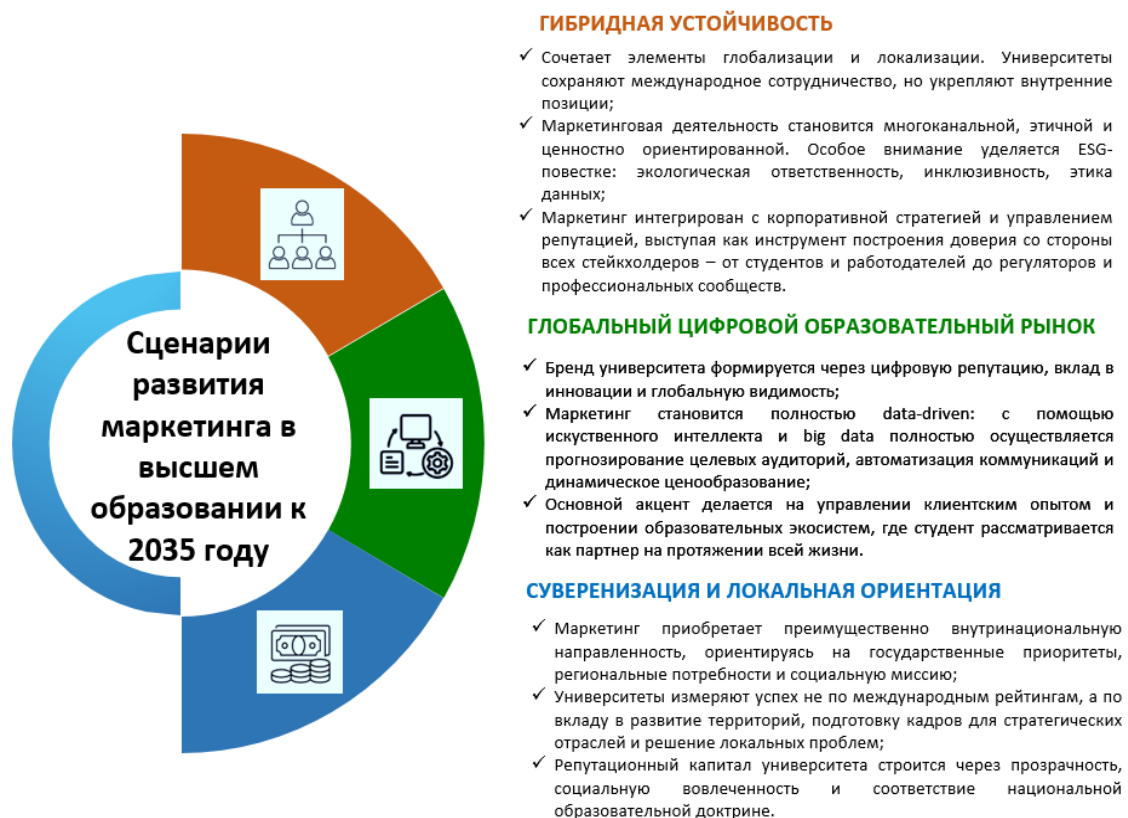 Сценарии
развития
маркетинга в
высшем
образовании к
2035 году
ГИБРИДНАЯ УСТОЙЧИВОСТЬ
✓ Сочетает элементы глобализации и локализации. Университеты
сохраняют международное сотрудничество, но укрепляют внутренние
позиции;
✓ Маркетинговая деятельность становится многоканальной, этичной и
ценностно ориентированной. Особое внимание уделяется ESG-
повестке: экологическая ответственность, инклюзивность, этика
данных;
✓ Маркетинг интегрирован с корпоративной стратегией и управлением
репутацией, выступая как инструмент построения доверия со стороны
всех стейкхолдеров – от студентов и работодателей до регуляторов и
профессиональных сообществ.
ГЛОБАЛЬНЫЙ ЦИФРОВОЙ ОБРАЗОВАТЕЛЬНЫЙ РЫНОК
✓ Бренд университета формируется через цифровую репутацию, вклад в
инновации и глобальную видимость;
✓ Маркетинг становится полностью data-driven: с помощью
искуственного интеллекта и big data полностью осуществляется
прогнозирование целевых аудиторий, автоматизация коммуникаций и
динамическое ценообразование;
✓ Основной акцент делается на управлении клиентским опытом и
построении образовательных экосистем, где студент рассматривается
как партнер на протяжении всей жизни.
СУВЕРЕНИЗАЦИЯ И ЛОКАЛЬНАЯ ОРИЕНТАЦИЯ
✓ Маркетинг приобретает преимущественно внутринациональную
направленность, ориентируясь на государственные приоритеты,
региональные потребности и социальную миссию;
✓ Университеты измеряют успех не по международным рейтингам, а по
вкладу в развитие территорий, подготовку кадров для стратегических
отраслей и решение локальных проблем;
✓ Репутационный капитал университета строится через прозрачность,
социальную вовлеченность и соответствие национальной
образовательной доктрине.